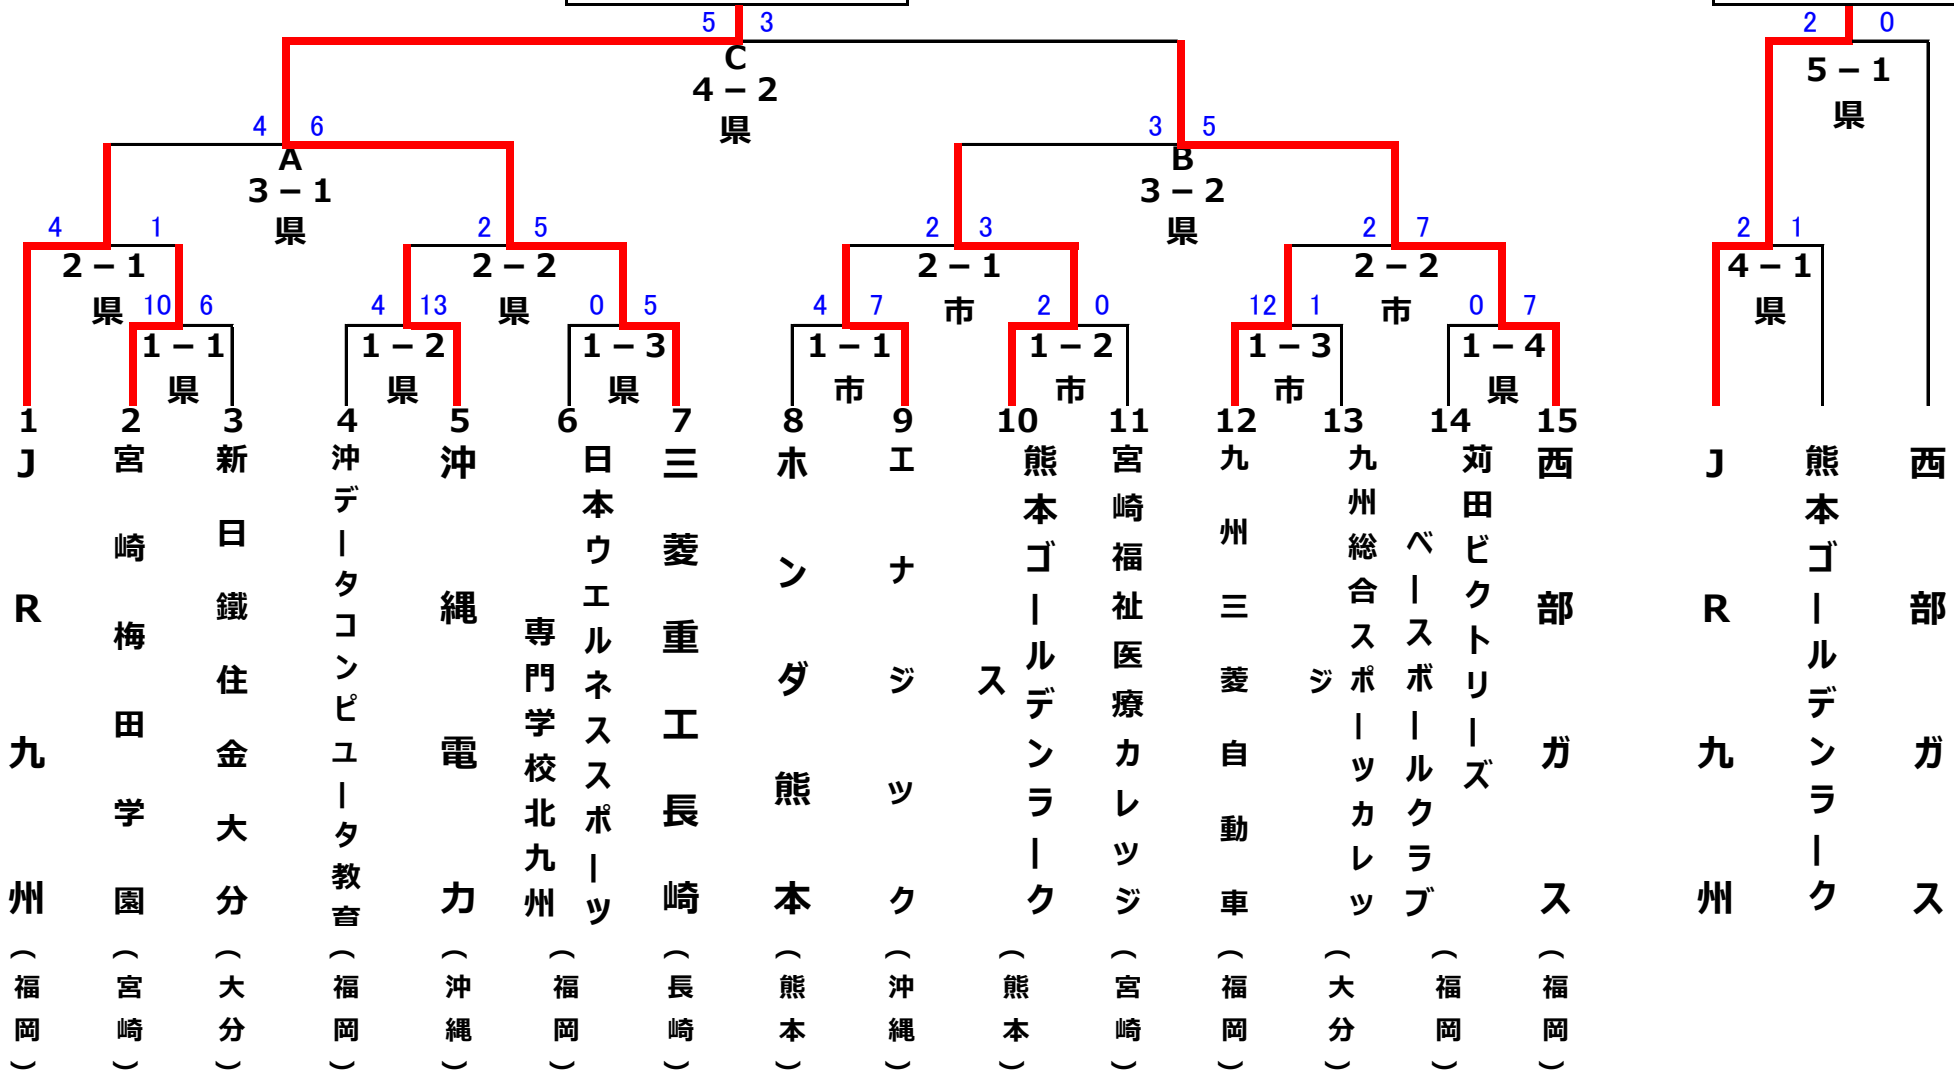 5 3
2 0
C
4－2
県
5－1
県
4 6
3 5
A
3－1
県
B
3－2
県
4 1
2 5
2 3
2 7
2 1
2－1
県
2－2
県
2－1
市
2－2
市
4－1
県
10 6
4 13
0 5
4 7
2 0
12 1
0 7
1－1
県
1－2
県
1－3
県
1－1
市
1－2
市
1－3
市
1－4
県
1 2 3 4 5 6 7 8 9 10 11 12 13 14 15
JR九州
宮崎梅田学園
新日鐵住金大分
沖データコンピュータ教育
沖縄電力
日本ウエルネススポーツ
専門学校北九州
三菱重工長崎
ホンダ熊本
エナジック
熊本ゴールデンラーク
ス
宮崎福祉医療カレッジ
九州三菱自動車
九州総合スポーツカレッ
ジ
苅田ビクトリーズ
ベースボールクラブ
西部ガス
JR九州
熊本ゴールデンラーク
西部ガス
(福岡)
(宮崎)
(大分)
(福岡)
(沖縄)
(福岡)
(長崎)
(熊本)
(沖縄)
(熊本)
(宮崎)
(福岡)
(大分)
(福岡)
(福岡)